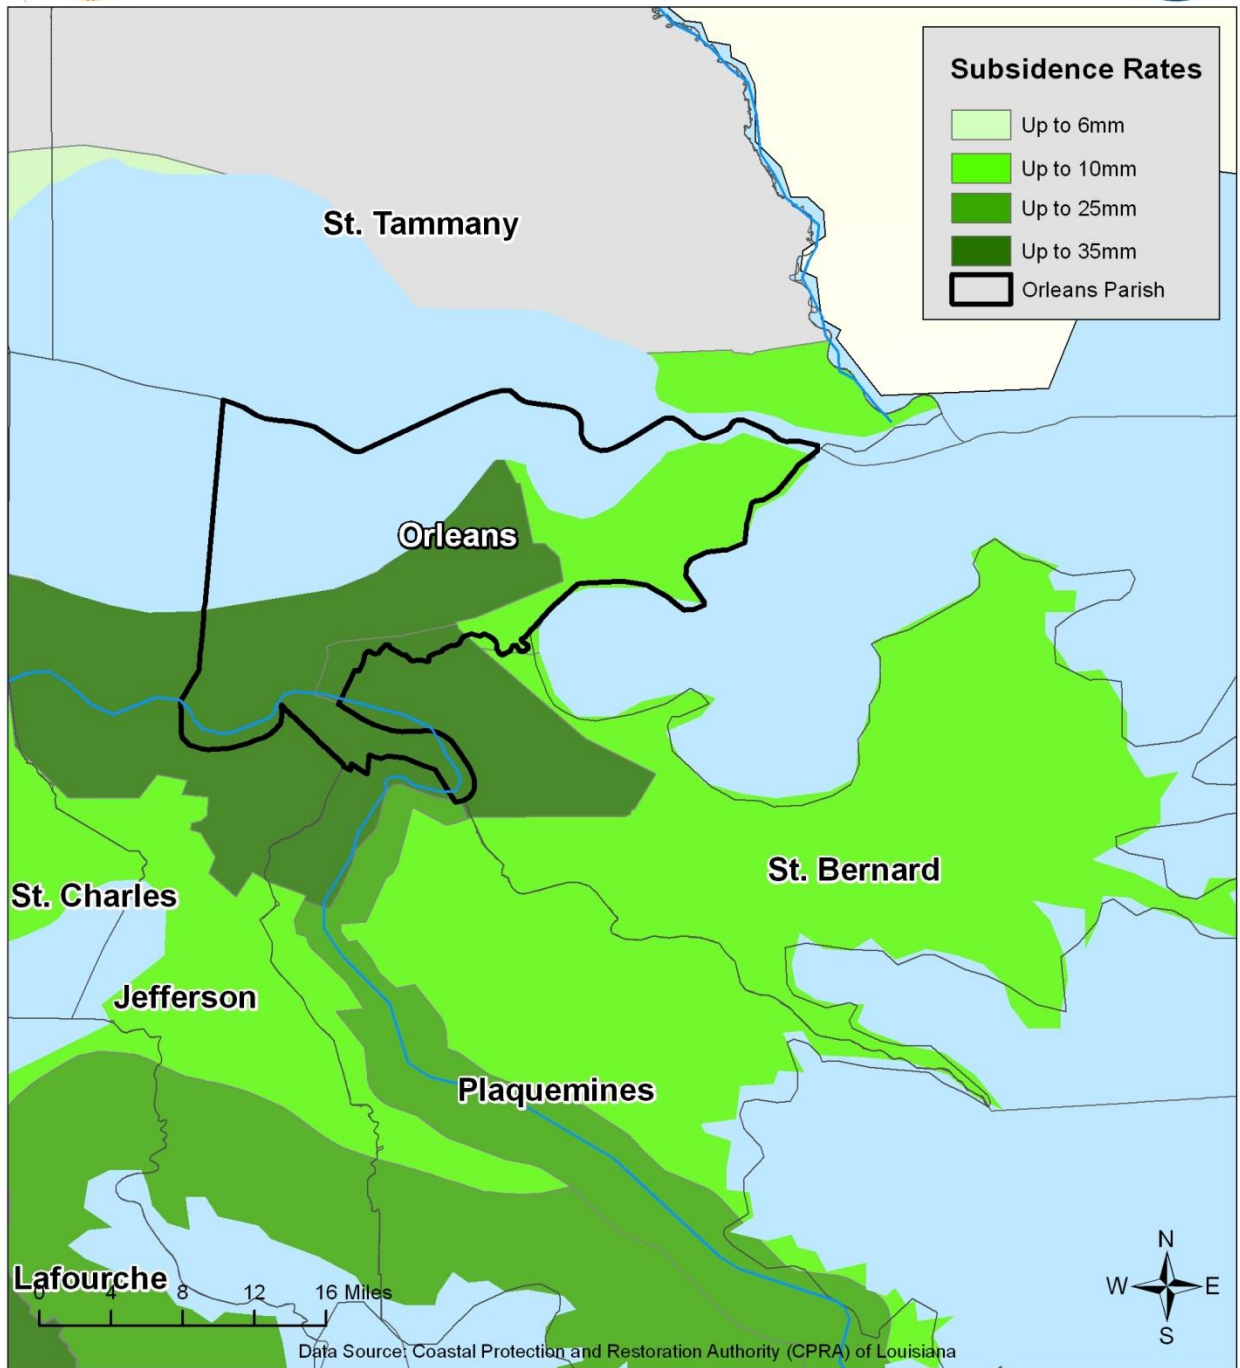 Subsidence Rates
Up to 6mm
Up to 10mm
Up to 25mm
Up to 35mm
Orleans Parish
St. Tammany
Orleans
St. Bernard
St. Charles
Jefferson
Plaquemines
Lafourche
0 4 8 12 16 Miles
N
W E
S
Data Source: Coastal Protection and Restoration Authority (CPRA) of Louisiana